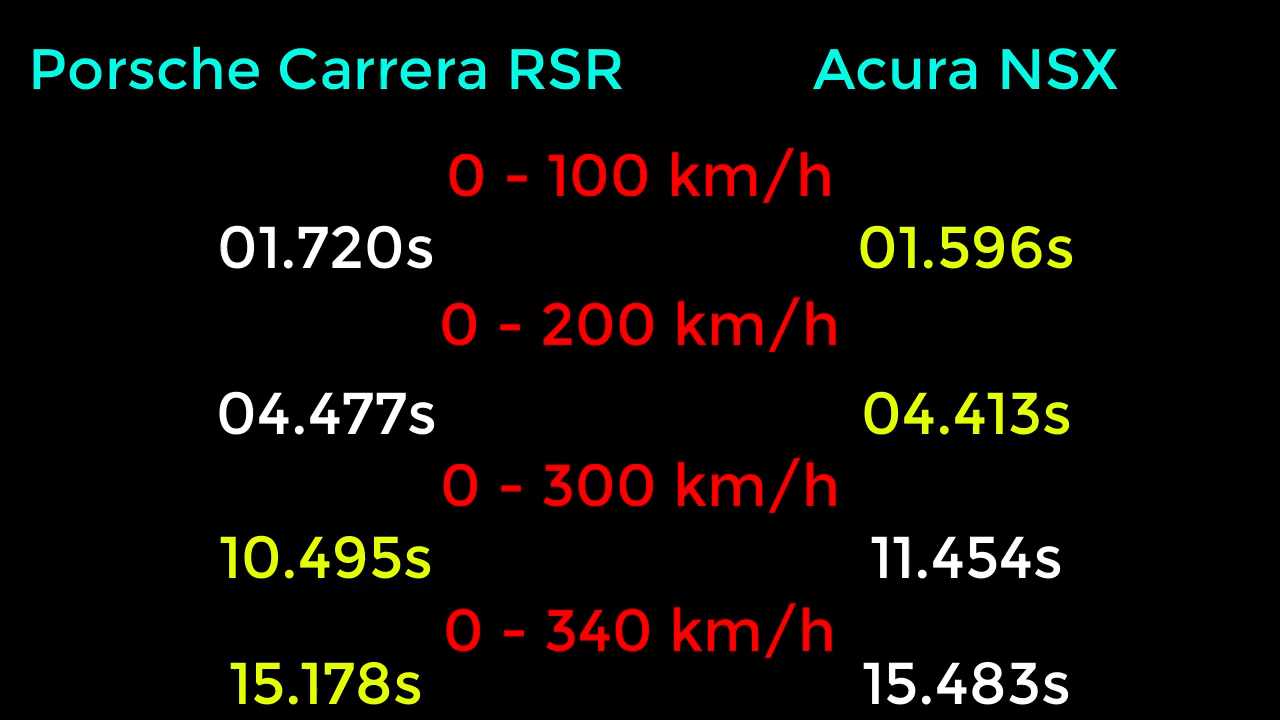 Porsche Carrera RSR Acura NSX
0 - 100 km/h
01.720s 01.596s
0 - 200 km/h
04.477s 04.413s
0 - 300 km/h
10.495s 11.454s
0 - 340 km/h
15.178s 15.483s